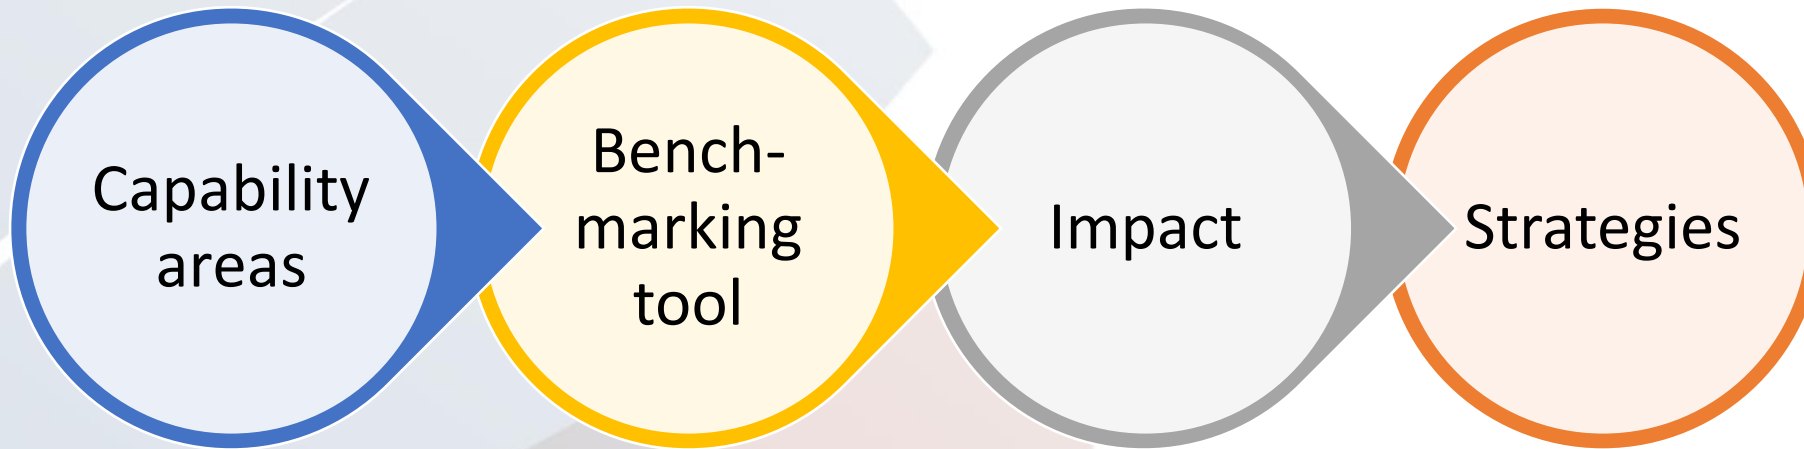 Capability
areas
Bench-
marking
tool
Impact
Strategies